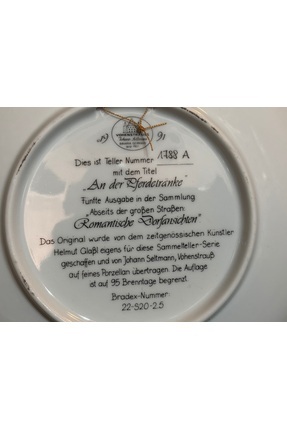 19 91
Dies ist Teller Nummer 1788 A
mit dem Titel
„An der Pferdetränke"
Fünfte Ausgabe in der Sammlung
„Abseits der großen Straßen:
Romantische Dorfansichten"
Das Original wurde von dem zeitgenössischen Künstler
Helmut Glaßl eigens für diese Sammelteller-Serie
geschaffen und von Johann Seltmann, Vohenstrauß
auf feines Porzellan übertragen. Die Auflage
ist auf 95 Brenntage begrenzt.
Bradex-Nummer:
22-S20-2.5